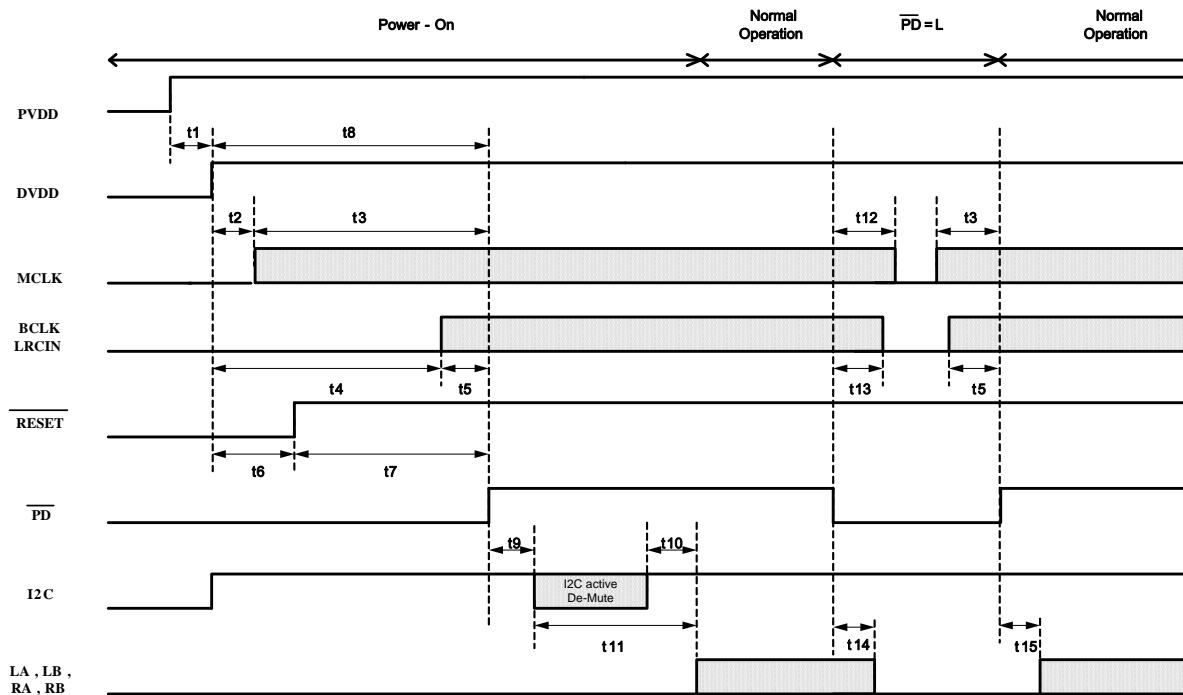 Power - On
Normal
Operation
PD = L
Normal
Operation
PVDD
t1
t8
DVDD
t2
t3
t12
t3
MCLK
BCLK
LRCIN
t4
t5
t13
t5
RESET
t6
t7
PD
t9
t10
I2C
I2C active
De-Mute
t11
t14
t15
LA , LB ,
RA , RB